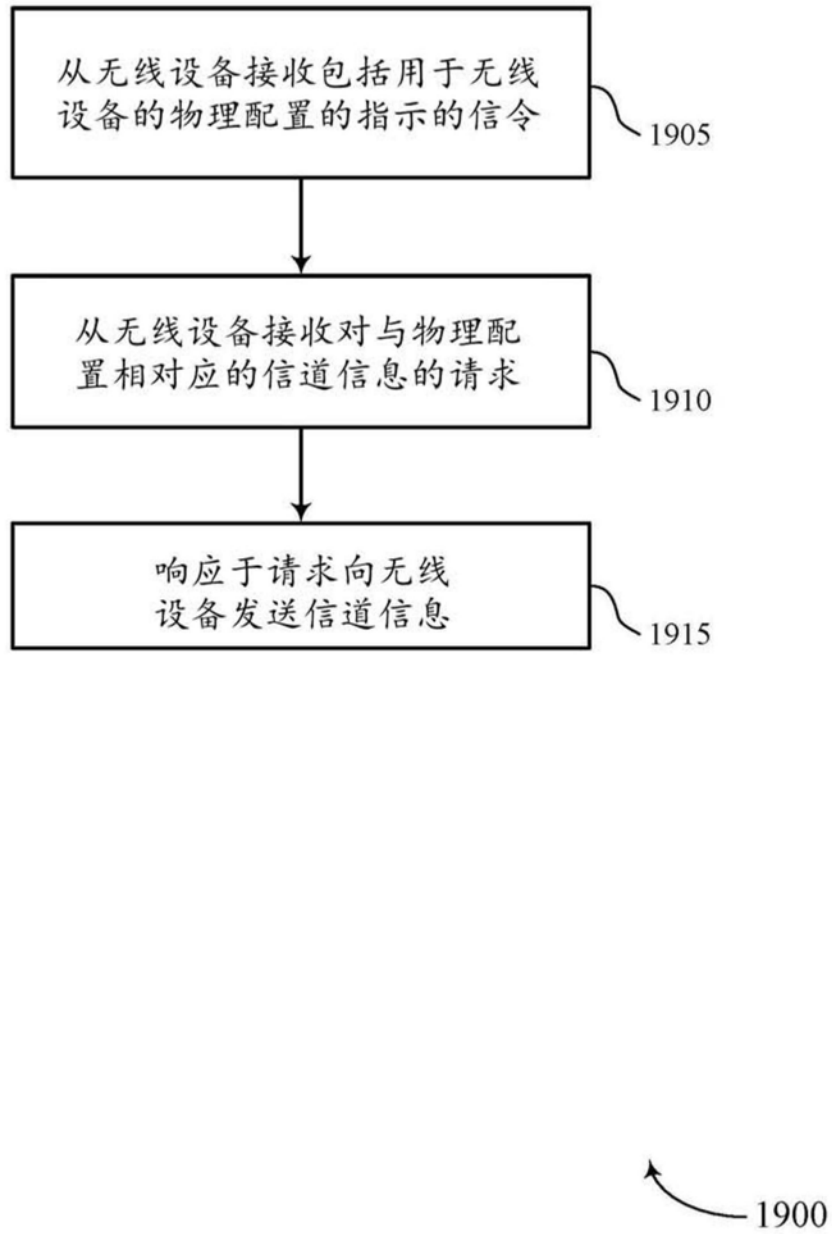 从无线设备接收包括用于无线
设备的物理配置的指示的信令
1905
从无线设备接收对与物理配
置相对应的信道信息的请求
1910
响应于请求向无线
设备发送信道信息
1915
1900